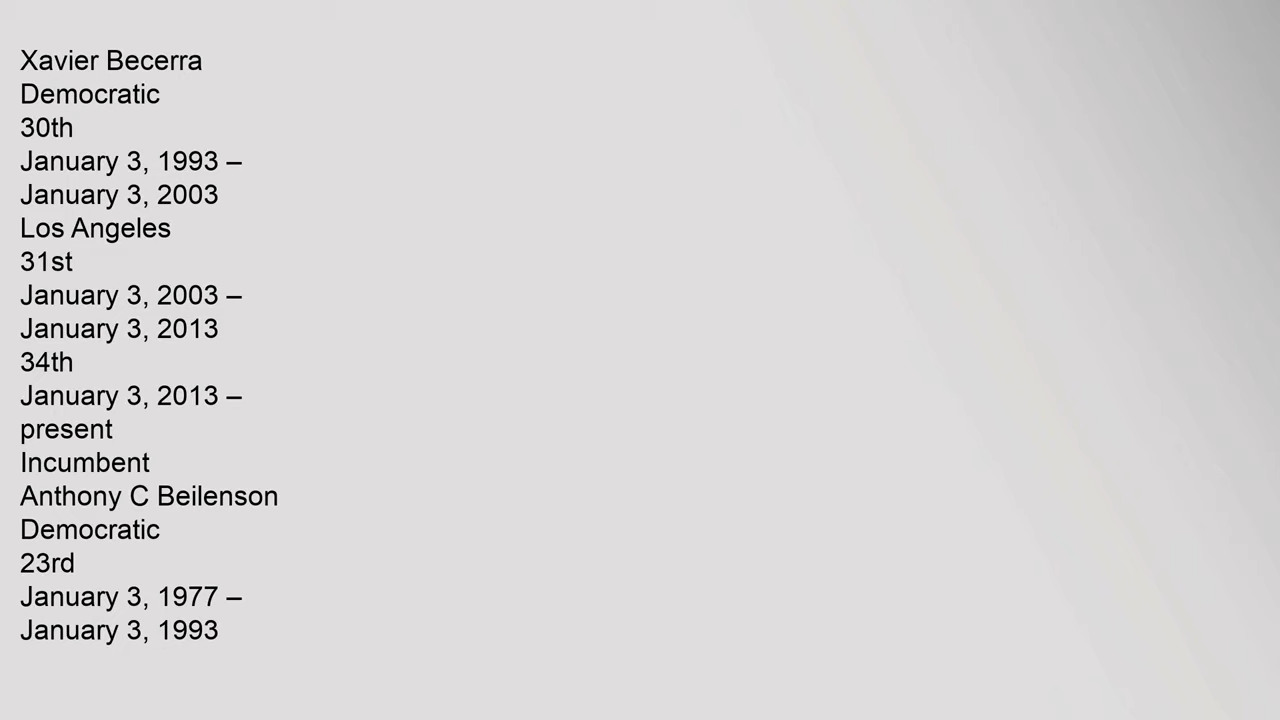 Xavier Becerra
Democratic
30th
January 3, 1993 –
January 3, 2003
Los Angeles
31st
January 3, 2003 –
January 3, 2013
34th
January 3, 2013 –
present
Incumbent
Anthony C Beilenson
Democratic
23rd
January 3, 1977 –
January 3, 1993